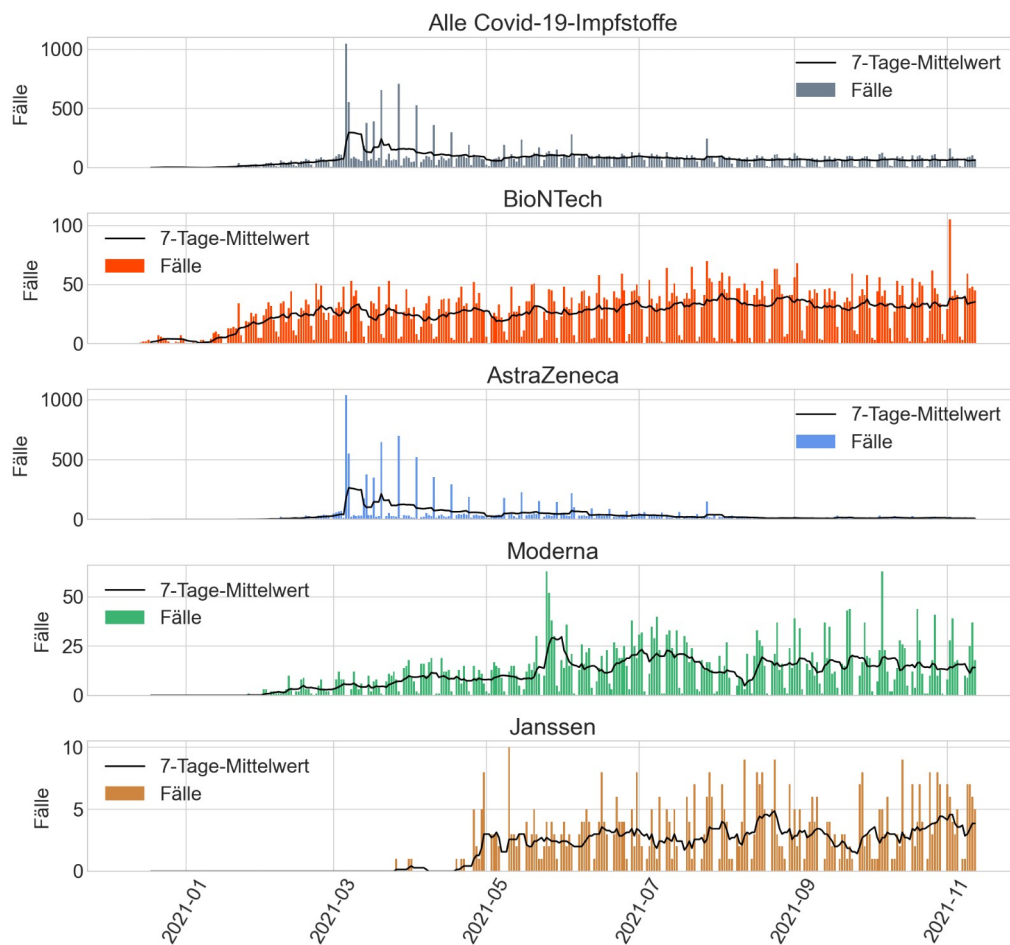 Alle Covid-19-Impfstoffe
1000
500
0
Fälle
7-Tage-Mittelwert
Fälle
BioNTech
100
50
0
Fälle
7-Tage-Mittelwert
Fälle
AstraZeneca
1000
500
0
Fälle
7-Tage-Mittelwert
Fälle
Moderna
50
25
0
Fälle
7-Tage-Mittelwert
Fälle
Janssen
10
5
0
Fälle
7-Tage-Mittelwert
Fälle
2021-01
2021-03
2021-05
2021-07
2021-09
2021-11